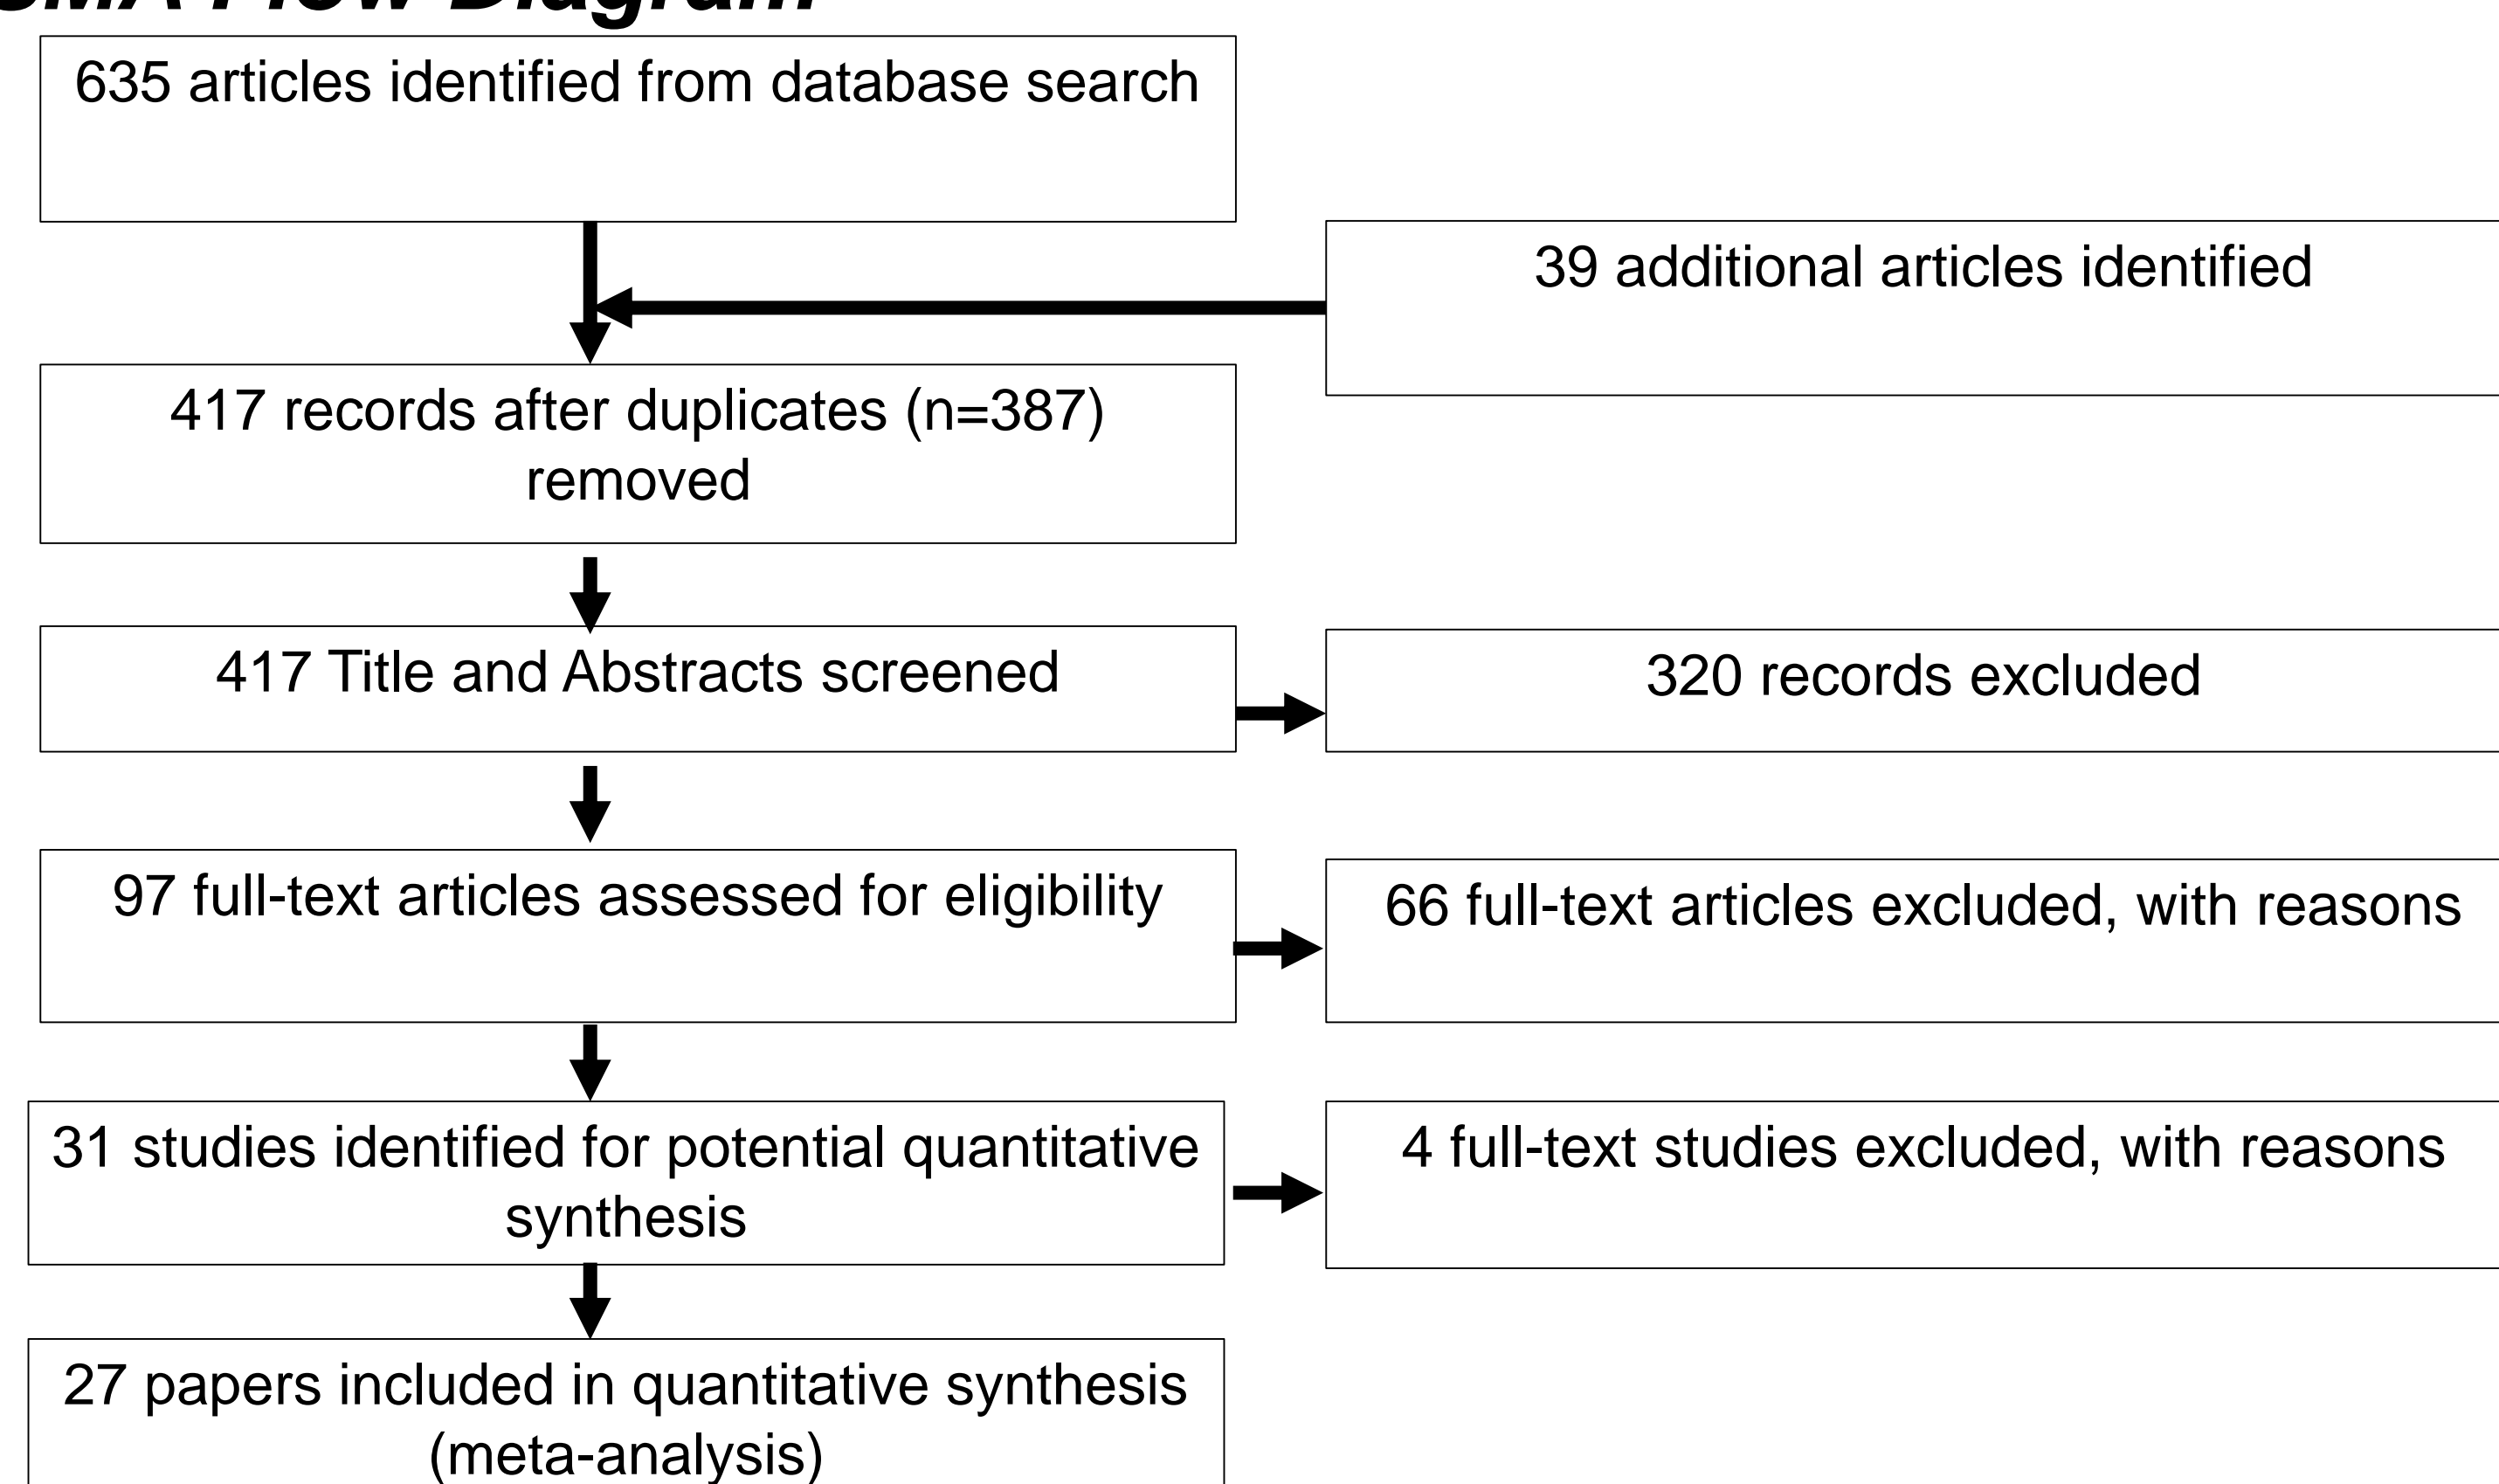 Flow Diagram
635 articles identified from database search
39 additional articles identified
417 records after duplicates (n=387)
removed
417 Title and Abstracts screened
320 records excluded
97 full-text articles assessed for eligibility
66 full-text articles excluded, with reasons
31 studies identified for potential quantitative
synthesis
4 full-text studies excluded, with reasons
27 papers included in quantitative synthesis
(meta-analysis)